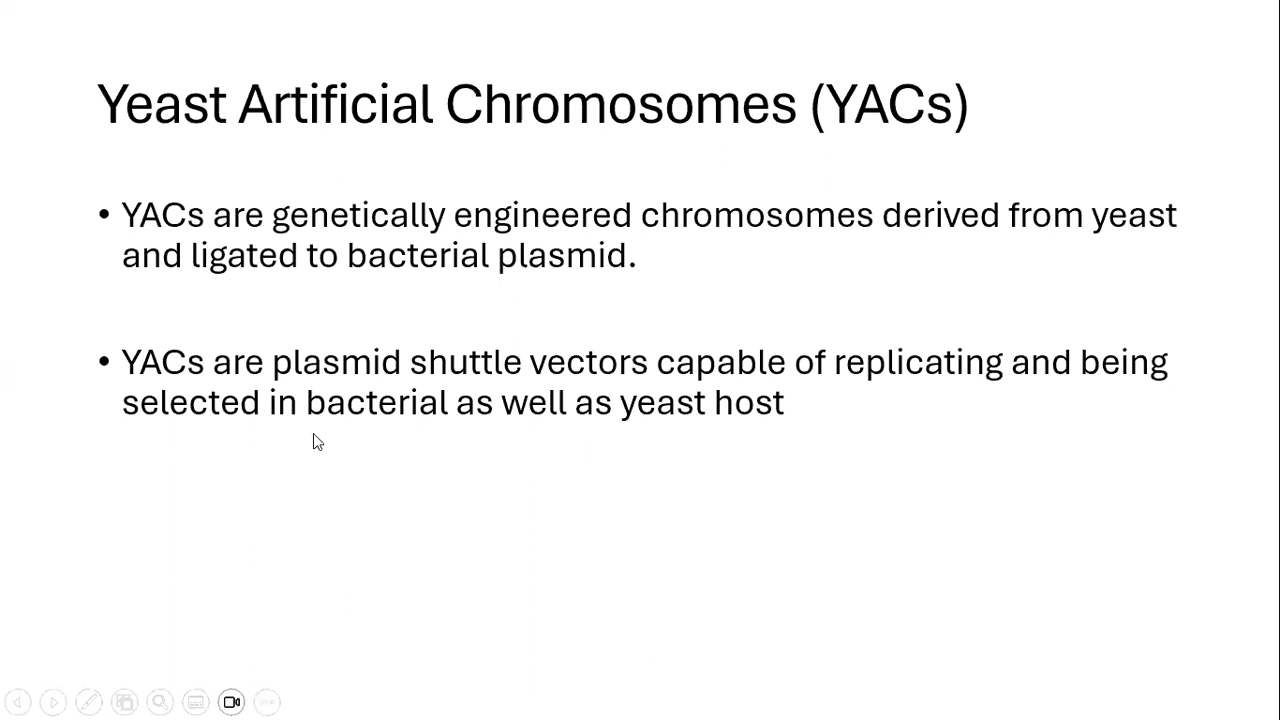 Yeast Artificial Chromosomes (YACs)
• YACs are genetically engineered chromosomes derived from yeast
and ligated to bacterial plasmid.
• YACs are plasmid shuttle vectors capable of replicating and being
selected in bacterial as well as yeast host